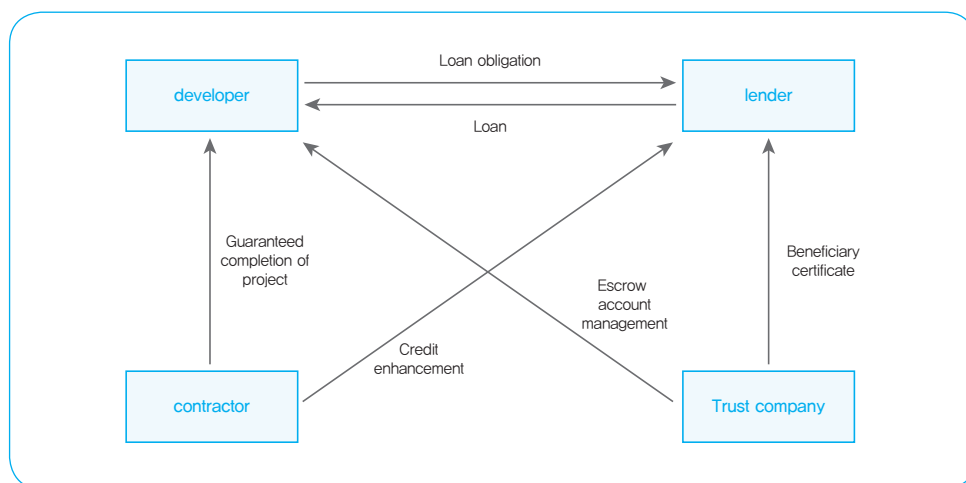 Loan obligation
developer
lender
Loan
Guaranteed
completion of
project
Beneficiary
certificate
Escrow
account
management
Credit
enhancement
contractor
Trust company